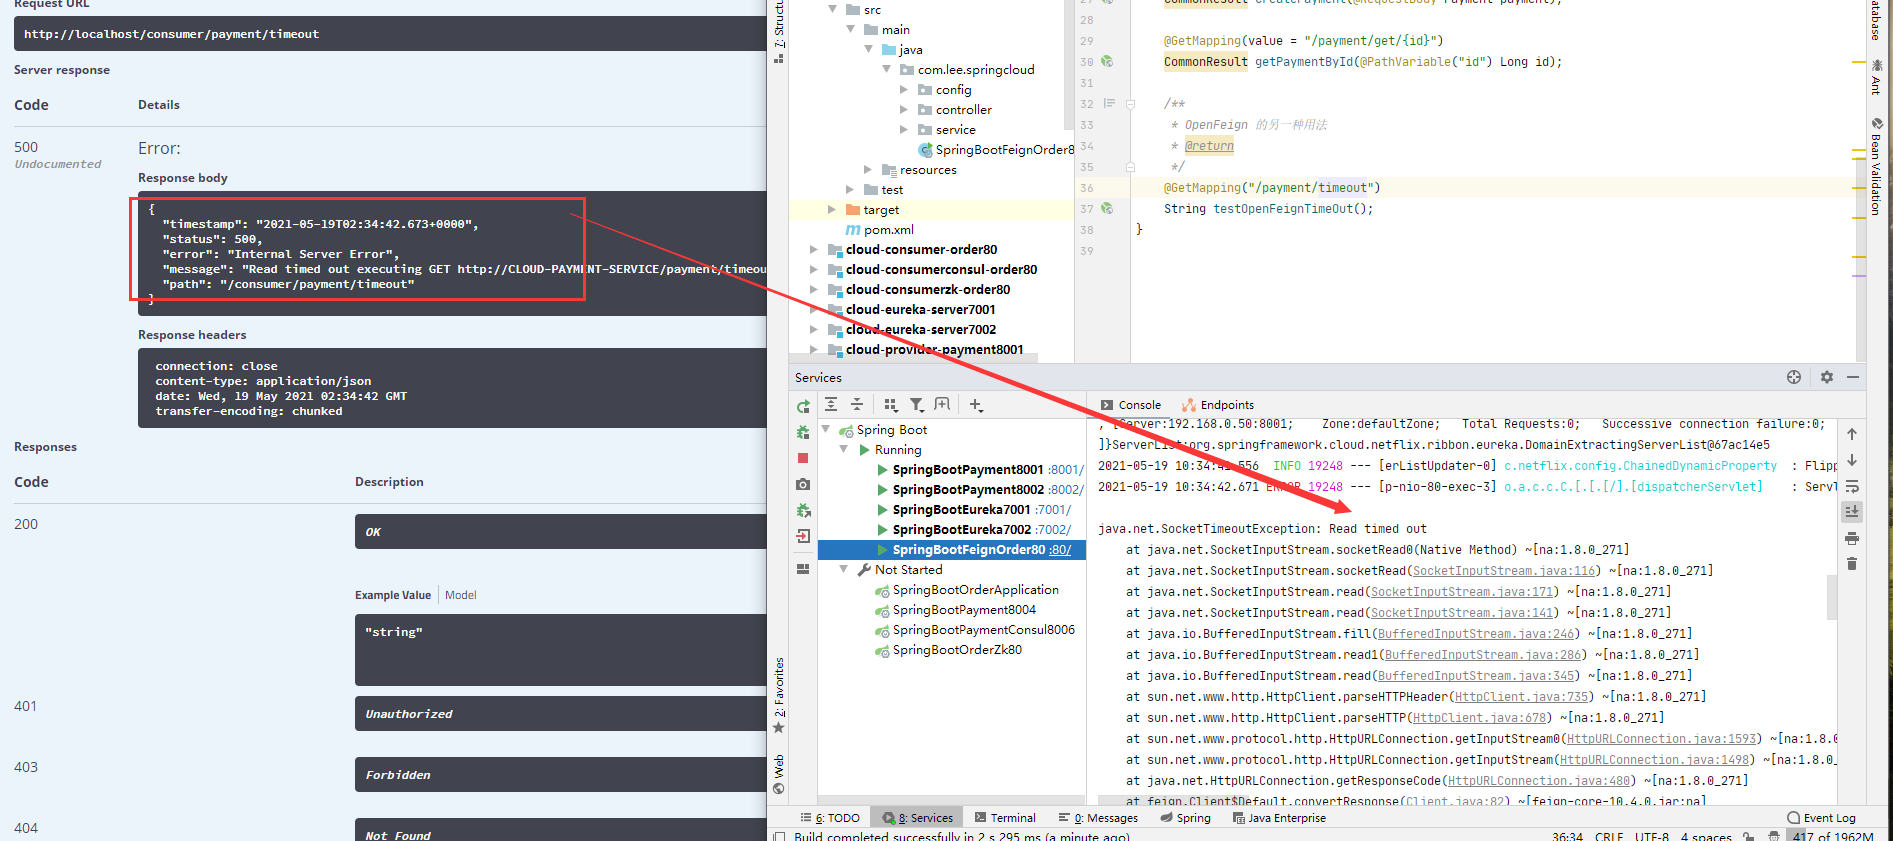 Request URL
http://localhost/consumer/payment/timeout
Server response
Code
Details
500
Undocumented
Error:
Response body
{
"timestamp": "2021-05-19T02:34:42.673+0000",
"status": 500,
"error": "Internal Server Error",
"message": "Read timed out executing GET http://CLOUD-PAYMENT-SERVICE/payment/timeou
"path": "/consumer/payment/timeout"
}
Response headers
connection: close
content-type: application/json
date: Wed, 19 May 2021 02:34:42 GMT
transfer-encoding: chunked
Responses
Code
Description
200
OK
Example Value
Model
"string"
401
Unauthorized
403
Forbidden
404
Not Found
7: Structu
2: Favorites
Web
src
main
java
com.lee.springcloud
config
controller
service
SpringBootFeignOrder8
resources
test
target
pom.xml
cloud-consumer-order80
cloud-consumerconsul-order80
cloud-consumerzk-order80
cloud-eureka-server7001
cloud-eureka-server7002
cloud-provider-payment8001
27 CommonResult createPayment(@RequestBody Payment payment);
28
29 @GetMapping(value = "/payment/get/{id}")
30 CommonResult getPaymentById(@PathVariable("id") Long id);
31
32 /**
33 * OpenFeign 的另一种用法
34 * @return
35 */
36 @GetMapping("/payment/timeout")
37 String testOpenFeignTimeOut();
38 }
39
atabase
Ant
Bean Validation
Services
Spring Boot
Running
SpringBootPayment8001 :8001/
SpringBootPayment8002 :8002/
SpringBootEureka7001 :7001/
SpringBootEureka7002 :7002/
SpringBootFeignOrder80 :80/
Not Started
SpringBootOrderApplication
SpringBootPayment8004
SpringBootPaymentConsul8006
SpringBootOrderZk80
Console
Endpoints
, [Server:192.168.0.50:8001; Zone:defaultZone; Total Requests:0; Successive connection failure:0;
]}ServerList:org.springframework.cloud.netflix.ribbon.eureka.DomainExtractingServerList@67ac14e5
2021-05-19 10:34:41.556 INFO 19248 --- [erListUpdater-0] c.netflix.config.ChainedDynamicProperty : Flipp
2021-05-19 10:34:42.671 ERROR 19248 --- [p-nio-80-exec-3] o.a.c.c.C.[.[.[/].[dispatcherServlet] : Servl
java.net.SocketTimeoutException: Read timed out
at java.net.SocketInputStream.socketRead0(Native Method) ~[na:1.8.0_271]
at java.net.SocketInputStream.socketRead(SocketInputStream.java:116) ~[na:1.8.0_271]
at java.net.SocketInputStream.read(SocketInputStream.java:171) ~[na:1.8.0_271]
at java.net.SocketInputStream.read(SocketInputStream.java:141) ~[na:1.8.0_271]
at java.io.BufferedInputStream.fill(BufferedInputStream.java:246) ~[na:1.8.0_271]
at java.io.BufferedInputStream.read1(BufferedInputStream.java:286) ~[na:1.8.0_271]
at java.io.BufferedInputStream.read(BufferedInputStream.java:345) ~[na:1.8.0_271]
at sun.net.www.http.HttpClient.parseHTTPHeader(HttpClient.java:735) ~[na:1.8.0_271]
at sun.net.www.http.HttpClient.parseHTTP(HttpClient.java:678) ~[na:1.8.0_271]
at sun.net.www.protocol.http.HttpURLConnection.getInputStream0(HttpURLConnection.java:1593) ~[na:1.8.0
at sun.net.www.protocol.http.HttpURLConnection.getInputStream(HttpURLConnection.java:1498) ~[na:1.8.0_
at java.net.HttpURLConnection.getResponseCode(HttpURLConnection.java:480) ~[na:1.8.0_271]
at feign.Client$Default.convertResponse(Client.java:82) ~[feign-core-10.4.0.jar:na]
6: TODO
8: Services
Terminal
0: Messages
Spring
Java Enterprise
Event Log
Build completed successfully in 2 s 295 ms (a minute ago)
36:34 CRLF UTF-8 4 spaces
417 of 1962M